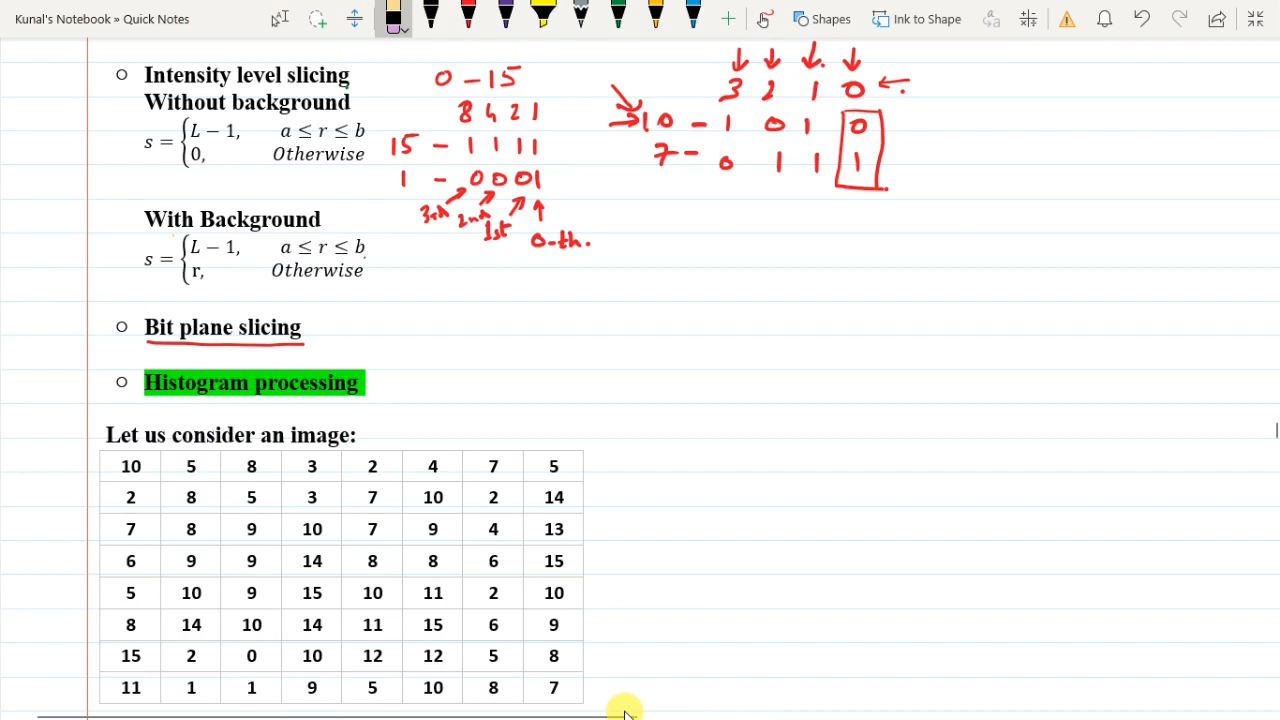 Kunal's Notebook » Quick Notes
Shapes
Ink to Shape
Intensity level slicing
Without background
s = { L − 1, a ≤ r ≤ b
0, Otherwise
With Background
s = { L − 1, a ≤ r ≤ b
r, Otherwise
0 – 15
8 4 2 1
15 – 1 1 1 1
1 – 0 0 0 1
3rd 2nd 1st 0-th.
3 2 1 0
10 – 1 0 1 0
7 – 0 1 1 1
Bit plane slicing
Histogram processing
Let us consider an image:
10 5 8 3 2 4 7 5
2 8 5 3 7 10 2 14
7 8 9 10 7 9 4 13
6 9 9 14 8 8 6 15
5 10 9 15 10 11 2 10
8 14 10 14 11 15 6 9
15 2 0 10 12 12 5 8
11 1 1 9 5 10 8 7